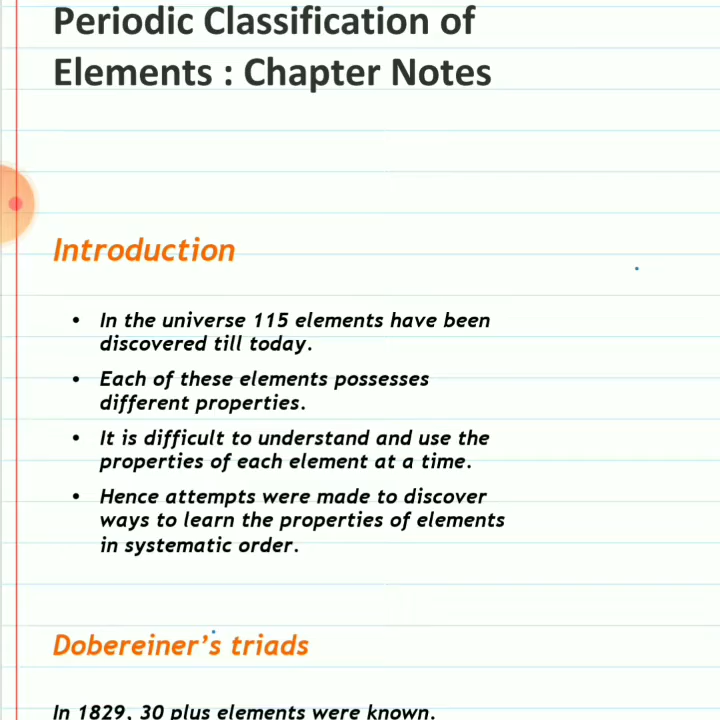 Periodic Classification of
Elements : Chapter Notes
Introduction
• In the universe 115 elements have been
discovered till today.
• Each of these elements possesses
different properties.
• It is difficult to understand and use the
properties of each element at a time.
• Hence attempts were made to discover
ways to learn the properties of elements
in systematic order.
Dobereiner’s triads
In 1829, 30 plus elements were known.